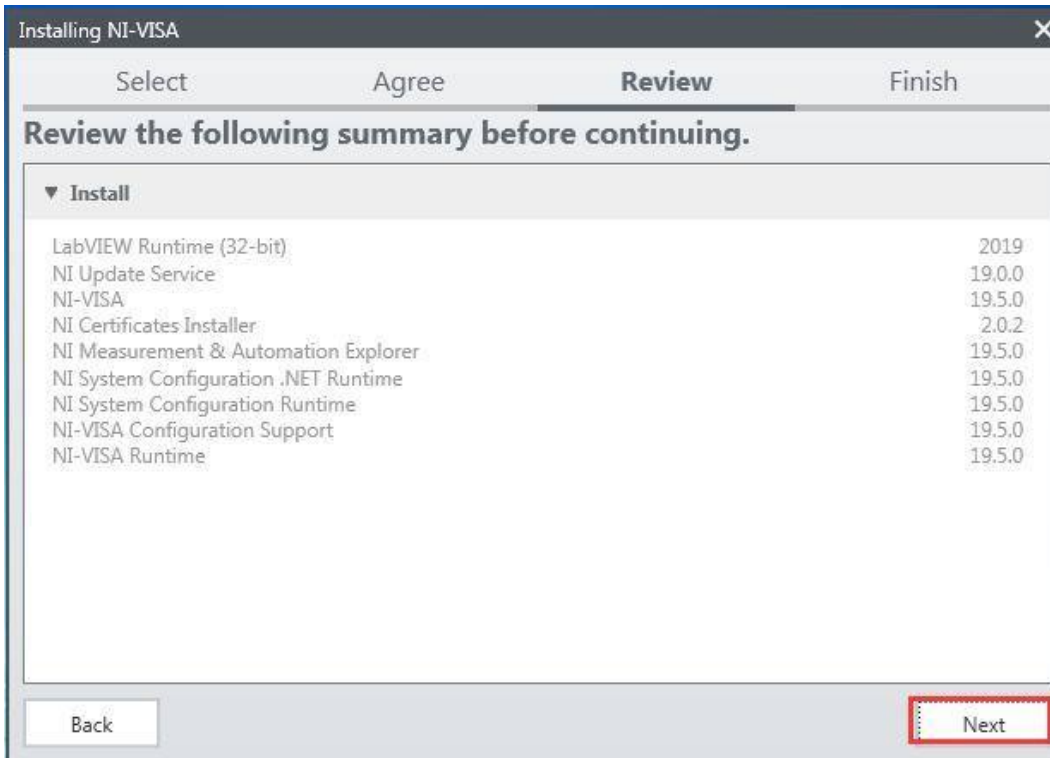 Installing NI-VISA
Select Agree Review Finish
Review the following summary before continuing.
▼ Install
LabVIEW Runtime (32-bit) 2019
NI Update Service 19.0.0
NI-VISA 19.5.0
NI Certificates Installer 2.0.2
NI Measurement & Automation Explorer 19.5.0
NI System Configuration .NET Runtime 19.5.0
NI System Configuration Runtime 19.5.0
NI-VISA Configuration Support 19.5.0
NI-VISA Runtime 19.5.0
Back Next